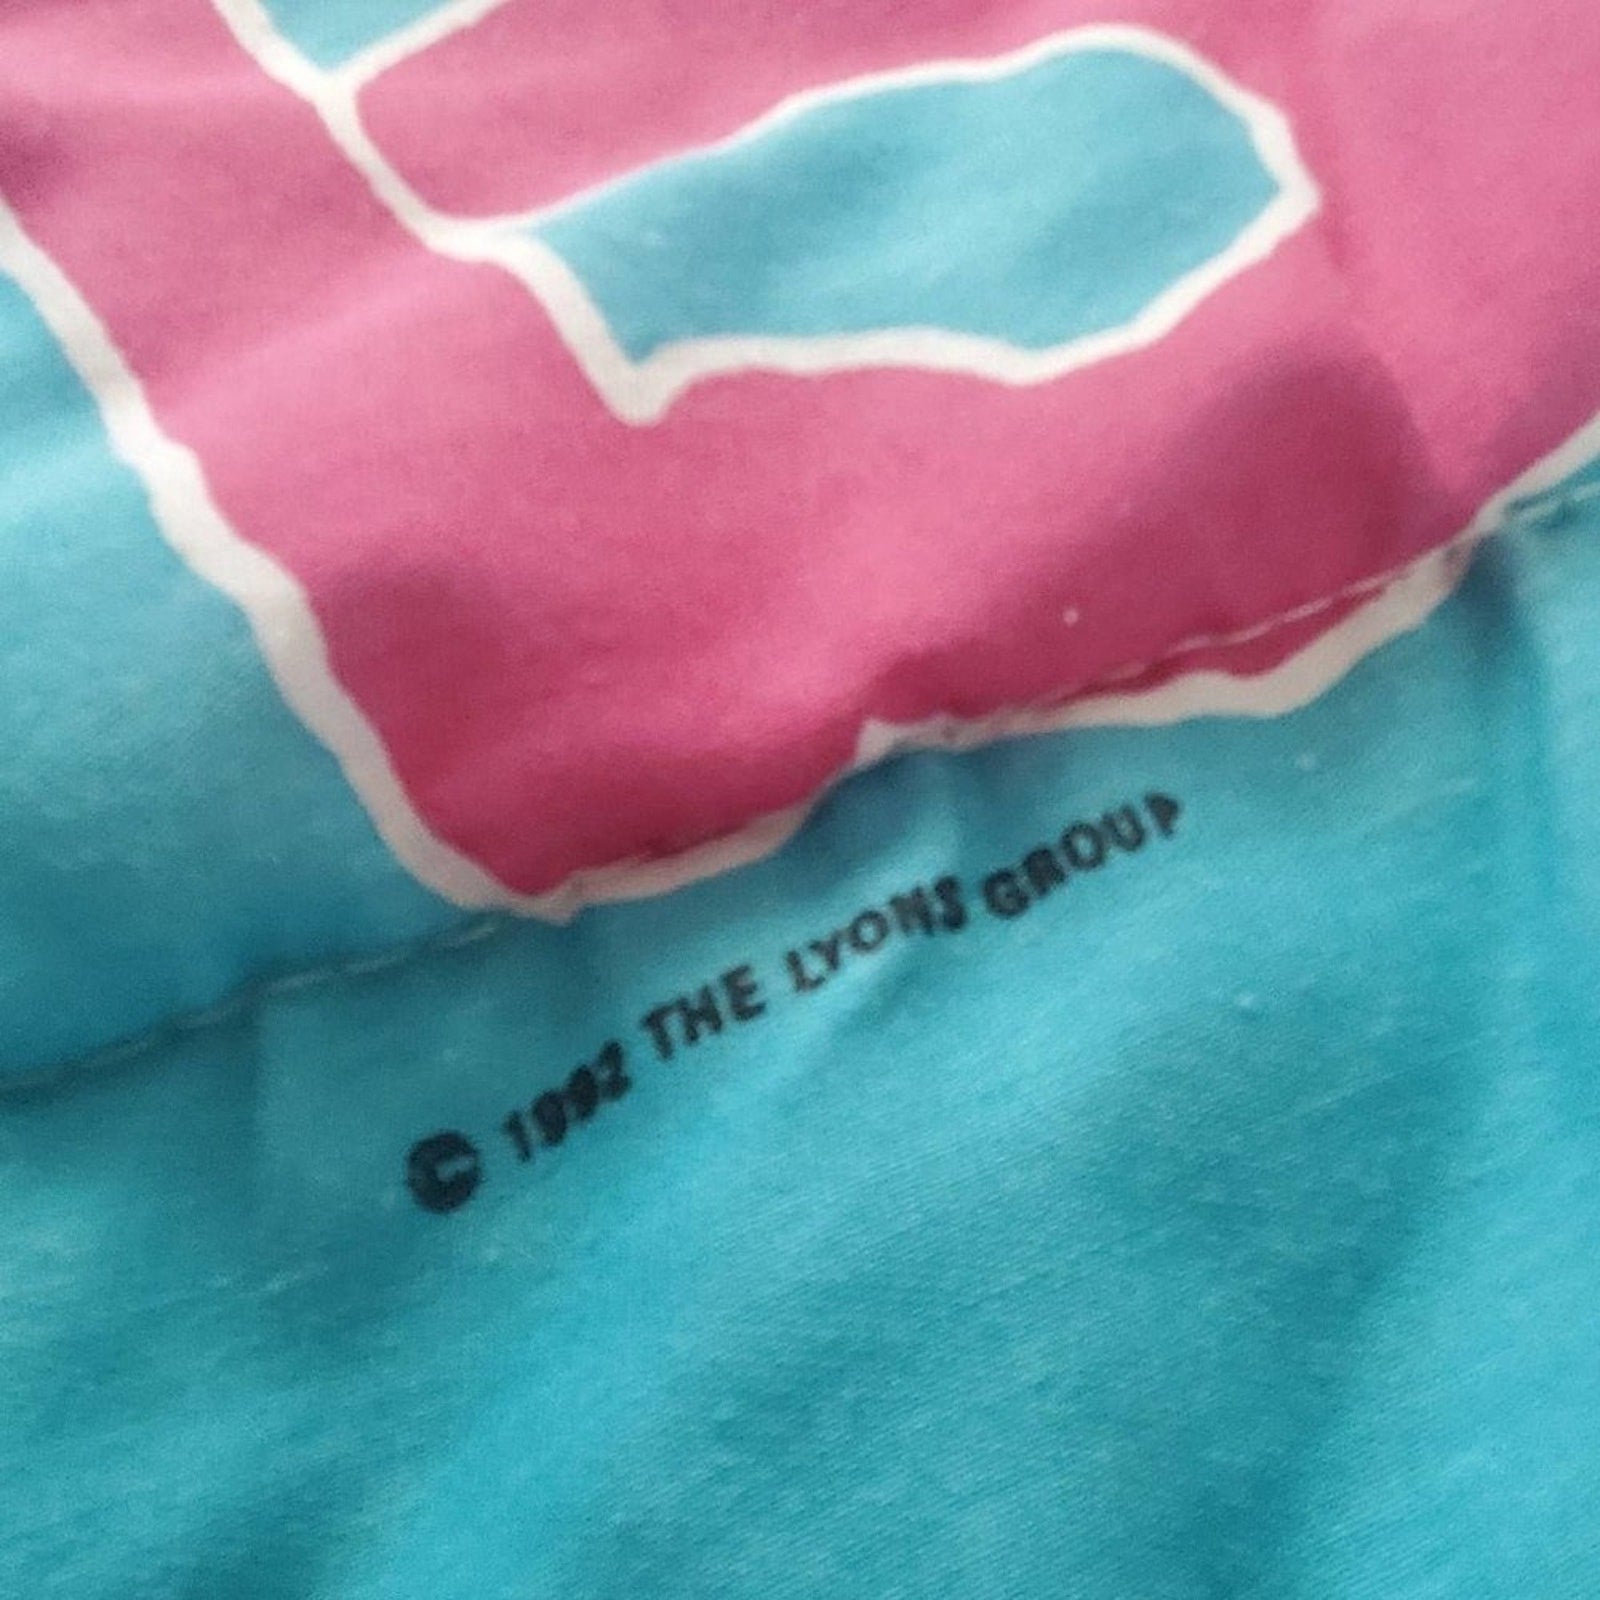 © 1992 THE LYONS GROUP